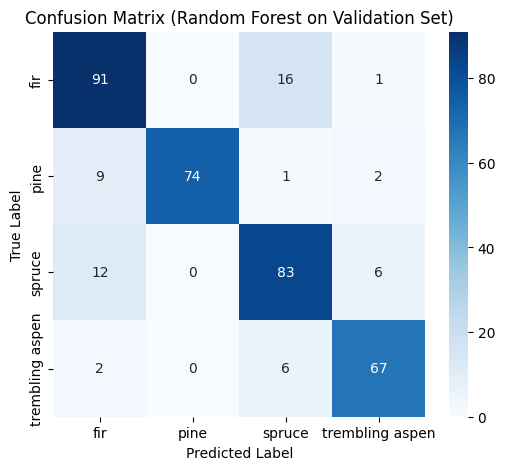 Confusion Matrix (Random Forest on Validation Set)
True Label
fir
91 0 16 1
pine
9 74 1 2
spruce
12 0 83 6
trembling aspen
2 0 6 67
fir pine spruce trembling aspen
Predicted Label
80
60
40
20
0